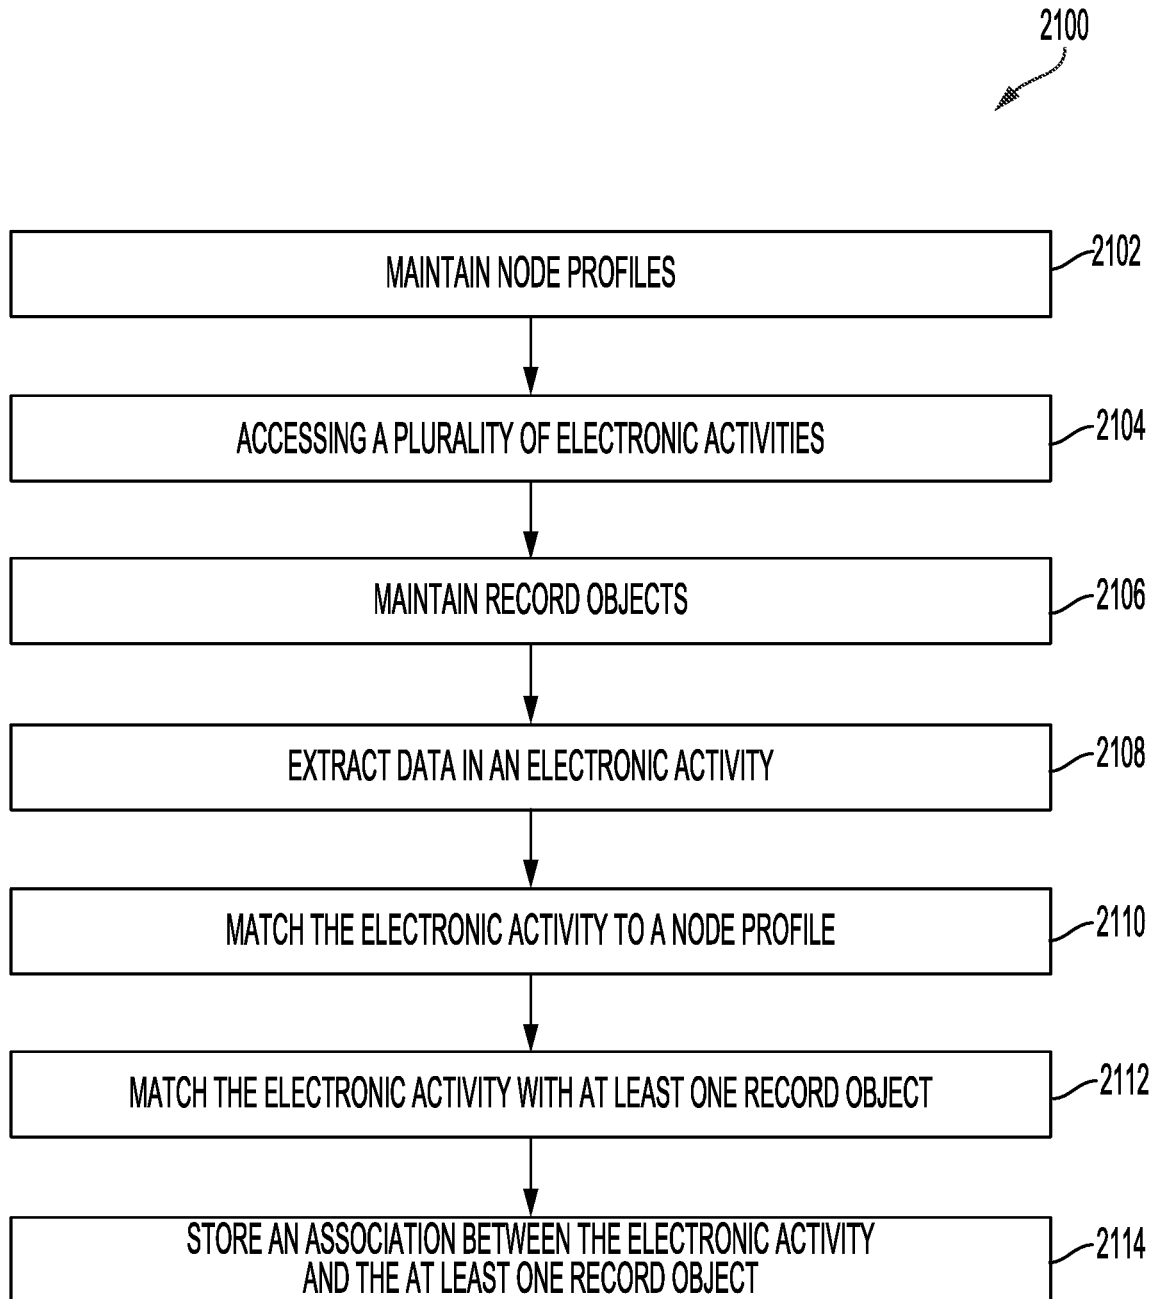 2100
MAINTAIN NODE PROFILES
2102
ACCESSING A PLURALITY OF ELECTRONIC ACTIVITIES
2104
MAINTAIN RECORD OBJECTS
2106
EXTRACT DATA IN AN ELECTRONIC ACTIVITY
2108
MATCH THE ELECTRONIC ACTIVITY TO A NODE PROFILE
2110
MATCH THE ELECTRONIC ACTIVITY WITH AT LEAST ONE RECORD OBJECT
2112
STORE AN ASSOCIATION BETWEEN THE ELECTRONIC ACTIVITY
AND THE AT LEAST ONE RECORD OBJECT
2114